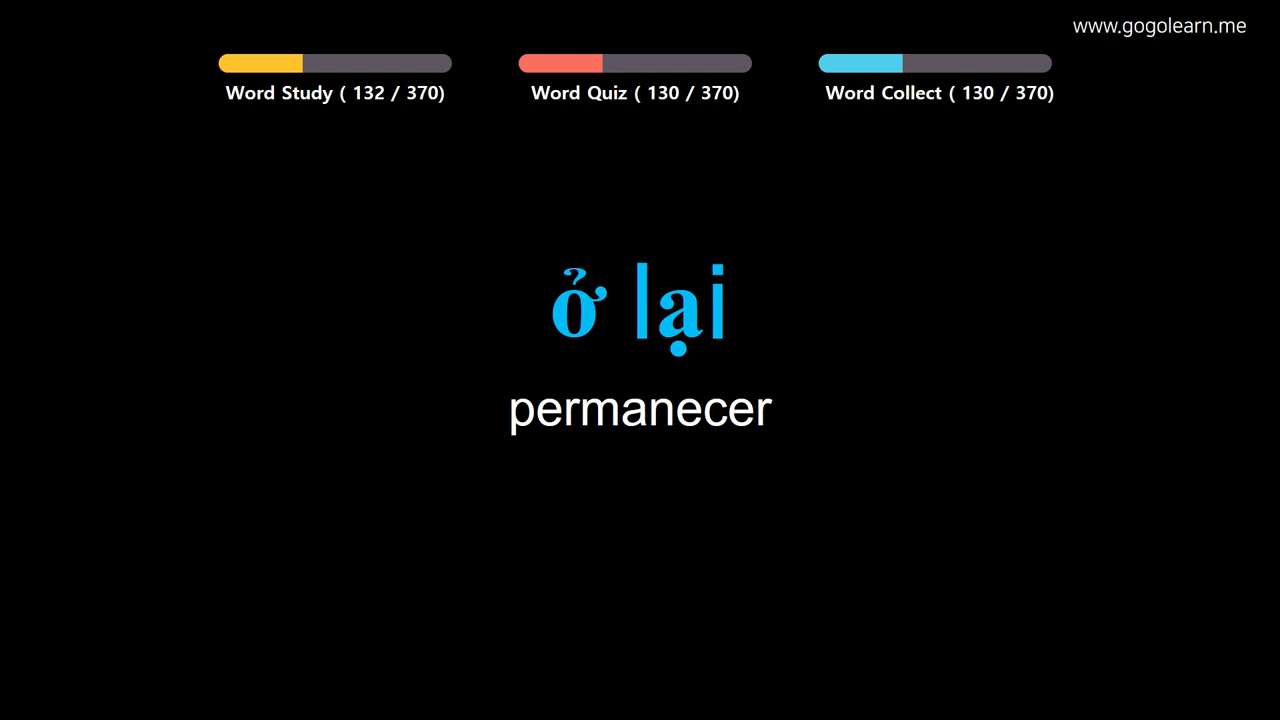 www.gogolearn.me
Word Study ( 132 / 370)
Word Quiz ( 130 / 370)
Word Collect ( 130 / 370)
ở lại
permanecer